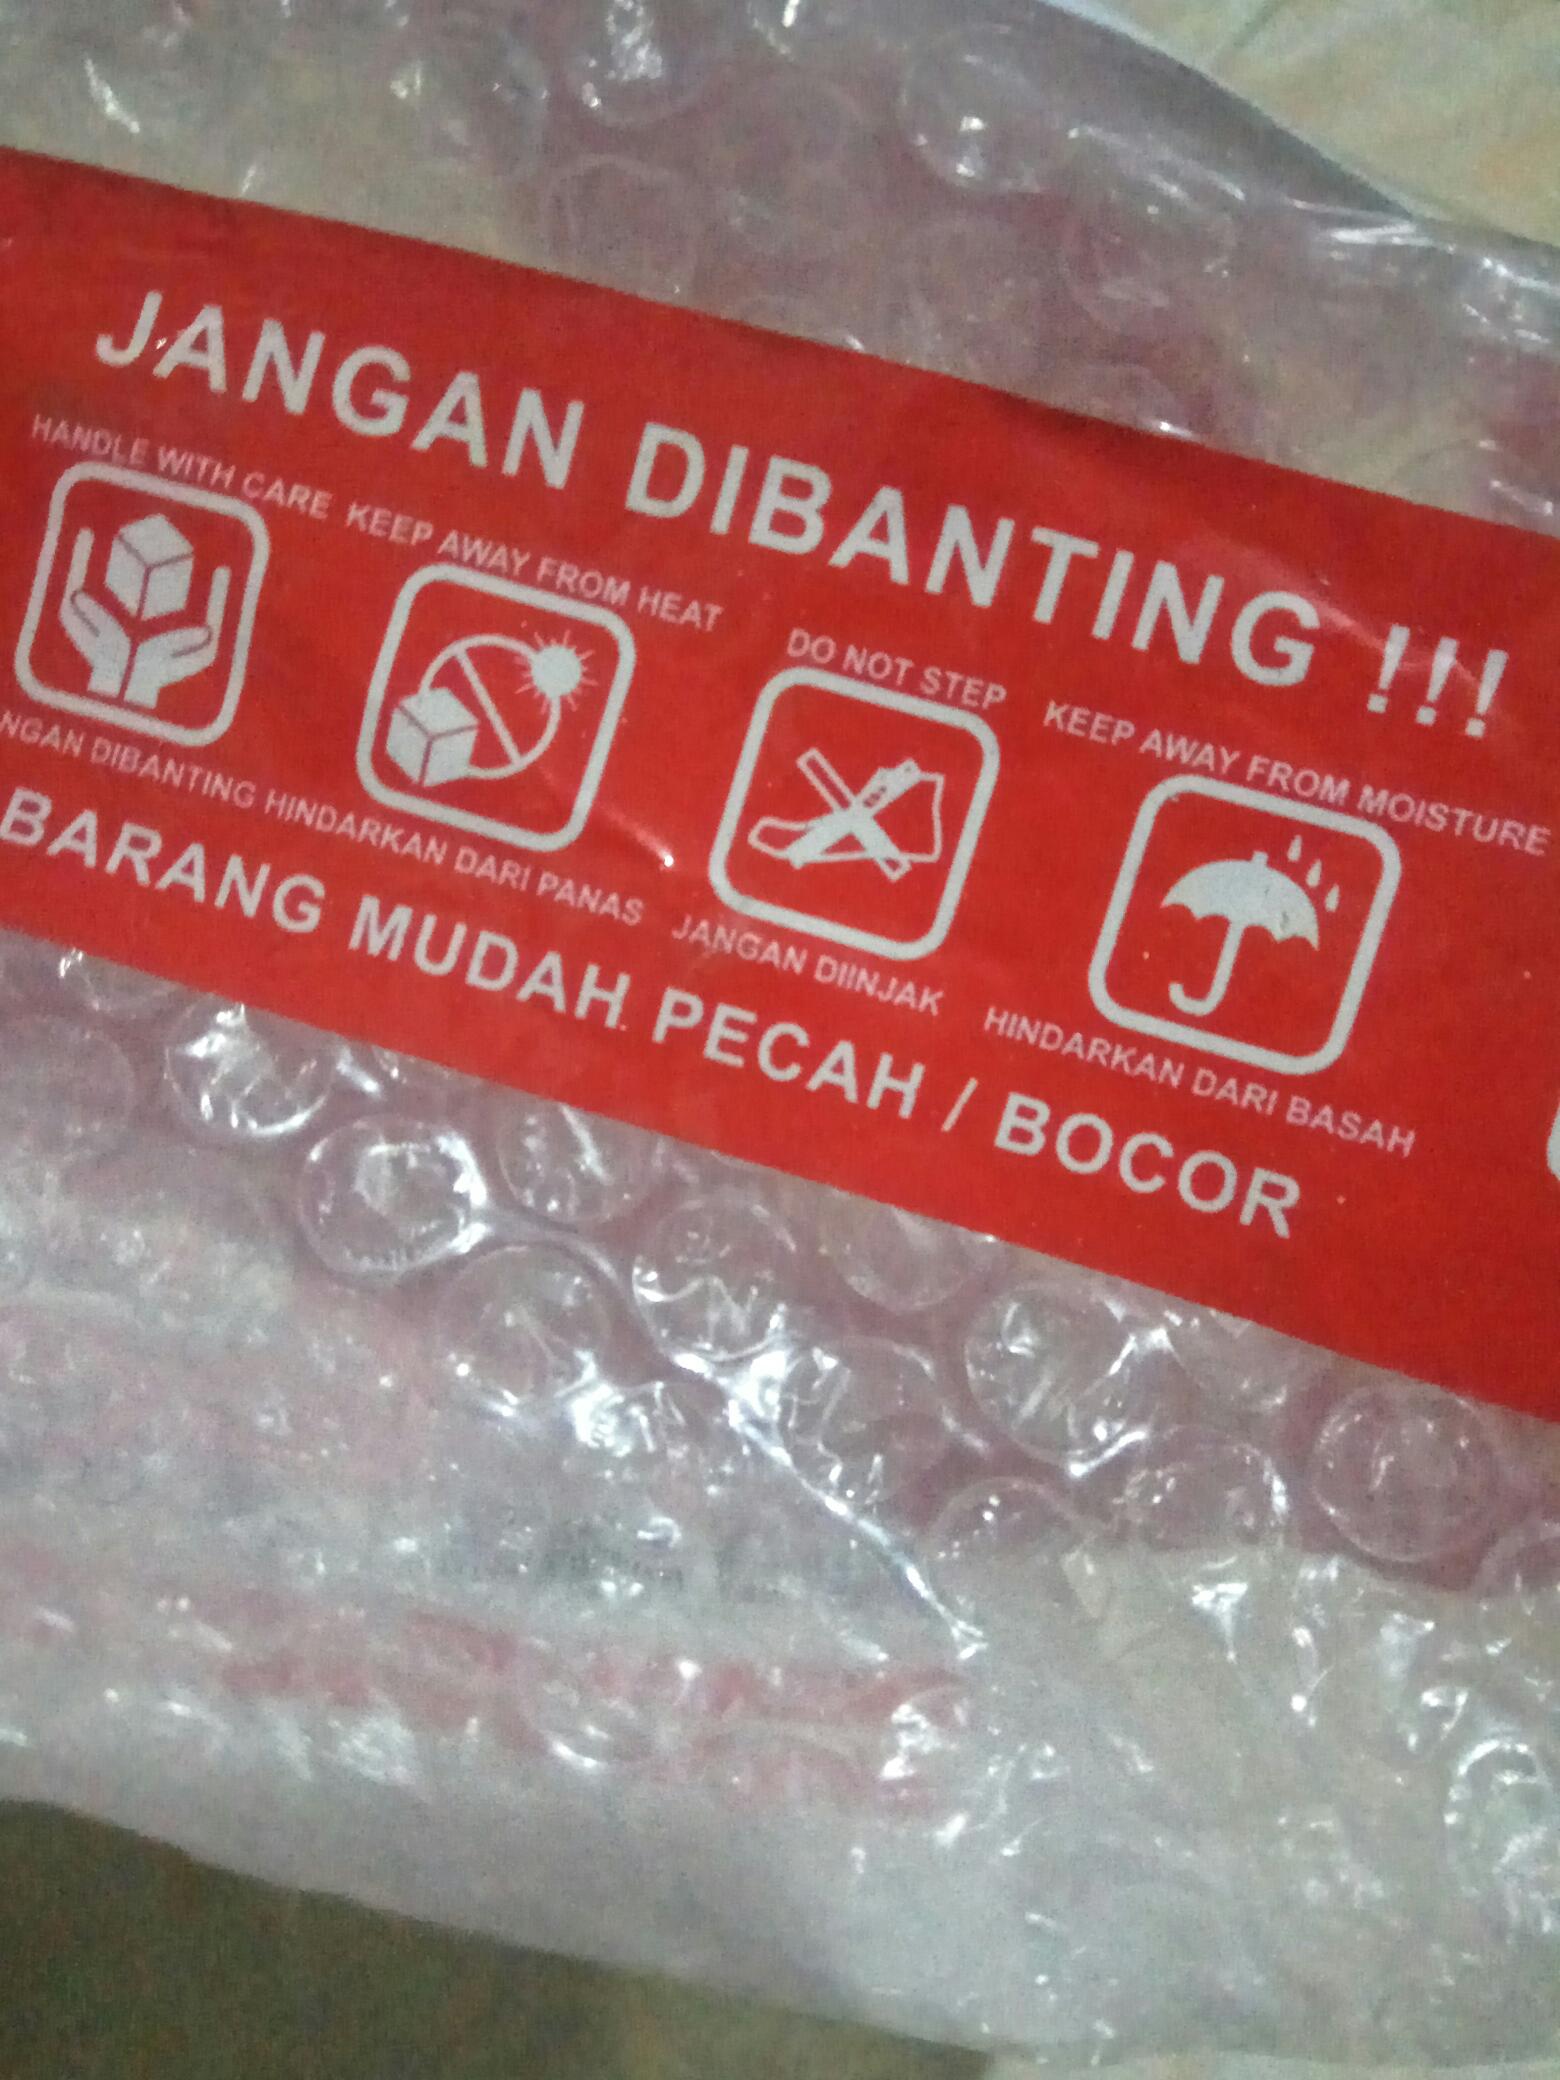 JANGAN DIBANTING !!!
HANDLE WITH CARE KEEP AWAY FROM HEAT DO NOT STEP KEEP AWAY FROM MOISTURE
NGAN DIBANTING HINDARKAN DARI PANAS JANGAN DIINJAK HINDARKAN DARI BASAH
BARANG MUDAH PECAH / BOCOR